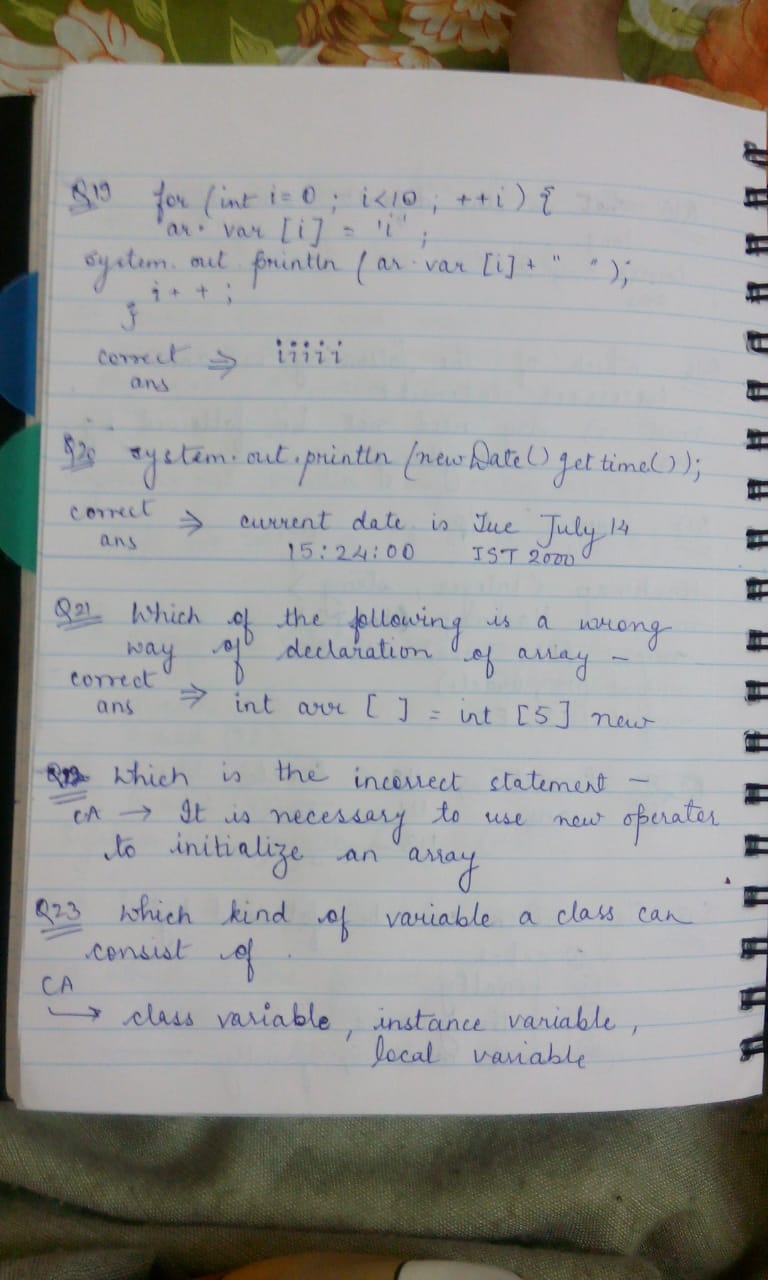 Q19 for (int i=0 ; i<10 ; ++i) {
ar. var [i] = 'i' ;
system. out println (ar. var [i] + " ");
i++ ;
}
correct ans ⇒ iiiii
Q20 system.out.println (new Date() get time());
correct ans ⇒ current date is Tue July 14
15:24:00 IST 2000
Q21 Which of the following is a wrong
way of declaration of array –
correct ans ⇒ int arr [ ] = int [5] new
Q22 which is the incorrect statement –
CA → It is necessary to use new operator
to initialize an array
Q23 which kind of variable a class can
consist of.
CA
→ class variable, instance variable,
local variable